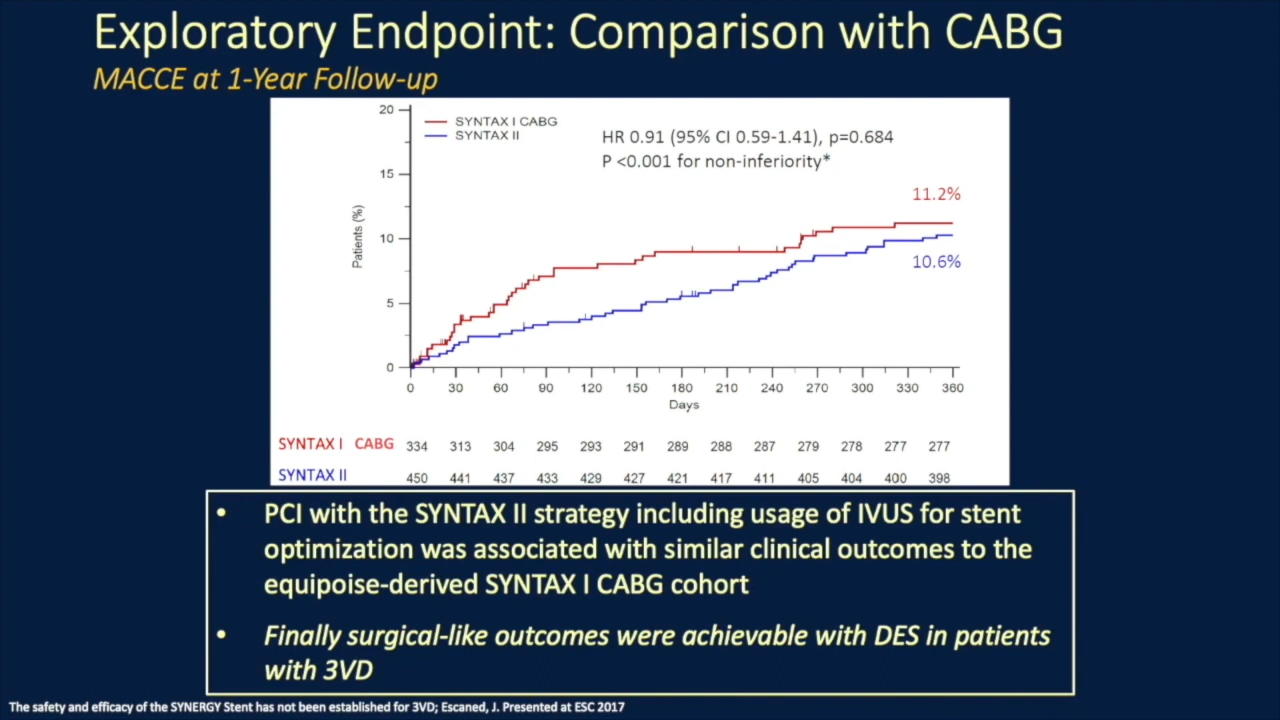 Exploratory Endpoint: Comparison with CABG
MACCE at 1-Year Follow-up
20
15
10
5
0
Patients (%)
SYNTAX I CABG
SYNTAX II
HR 0.91 (95% CI 0.59-1.41), p=0.684
P <0.001 for non-inferiority*
11.2%
10.6%
0 30 60 90 120 150 180 210 240 270 300 330 360
Days
SYNTAX I CABG 334 313 304 295 293 291 289 288 287 279 278 277 277
SYNTAX II 450 441 437 433 429 427 421 417 411 405 404 400 398
• PCI with the SYNTAX II strategy including usage of IVUS for stent
optimization was associated with similar clinical outcomes to the
equipoise-derived SYNTAX I CABG cohort
• Finally surgical-like outcomes were achievable with DES in patients
with 3VD
The safety and efficacy of the SYNERGY Stent has not been established for 3VD; Escaned, J. Presented at ESC 2017